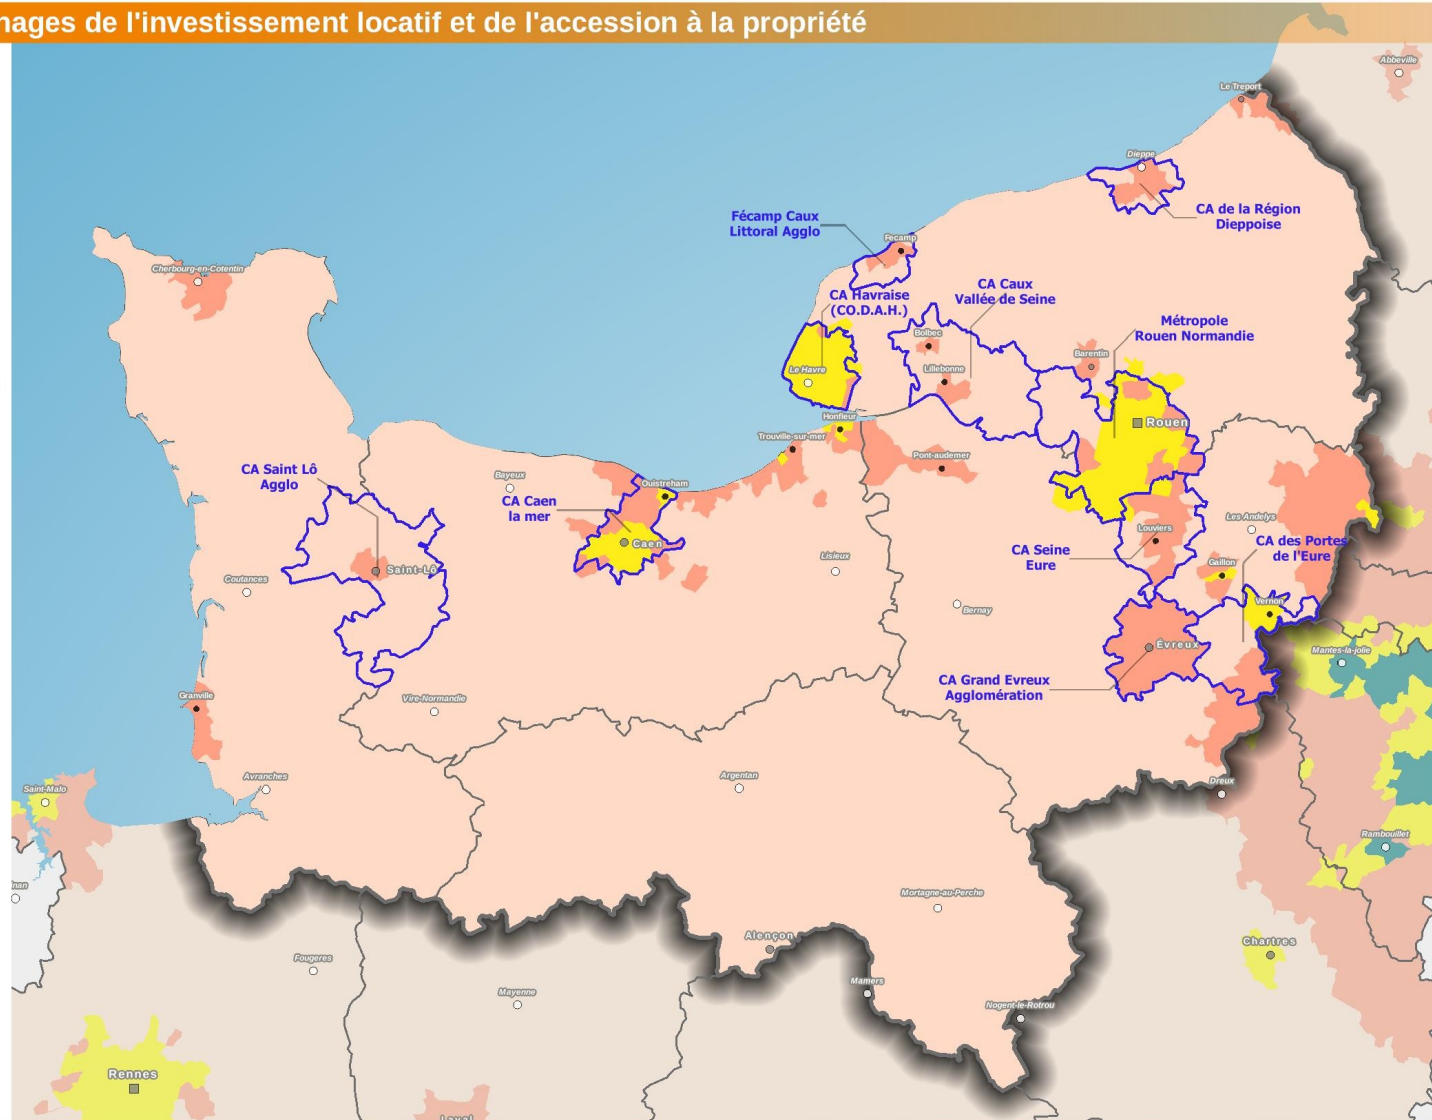 nages de l'investissement locatif et de l'accession à la propriété
Abbeville
Le Treport
Dieppe
CA de la Région
Dieppoise
Fécamp Caux
Littoral Agglo
Fecamp
Cherbourg-en-Cotentin
CA Havraise
(CO.D.A.H.)
CA Caux
Vallée de Seine
Métropole
Rouen Normandie
Bolbec
Barentin
Le Havre
Lillebonne
Honfleur
Rouen
Trouville-sur-mer
Pont-audemer
CA Saint Lô
Agglo
Bayeux
Ouistreham
CA Caen
la mer
Caen
Les Andelys
Louviers
CA des Portes
de l'Eure
CA Seine
Eure
Lisieux
Gaillon
Saint-Lô
Coutances
Bernay
Vernon
Évreux
Mantes-la-jolie
CA Grand Evreux
Agglomération
Granville
Vire-Normandie
Avranches
Argentan
Dreux
Saint-Malo
Rambouillet
nan
Mortagne-au-Perche
Alençon
Chartres
Fougeres
Mayenne
Mamers
Nogent-le-Rotrou
Rennes
Laval